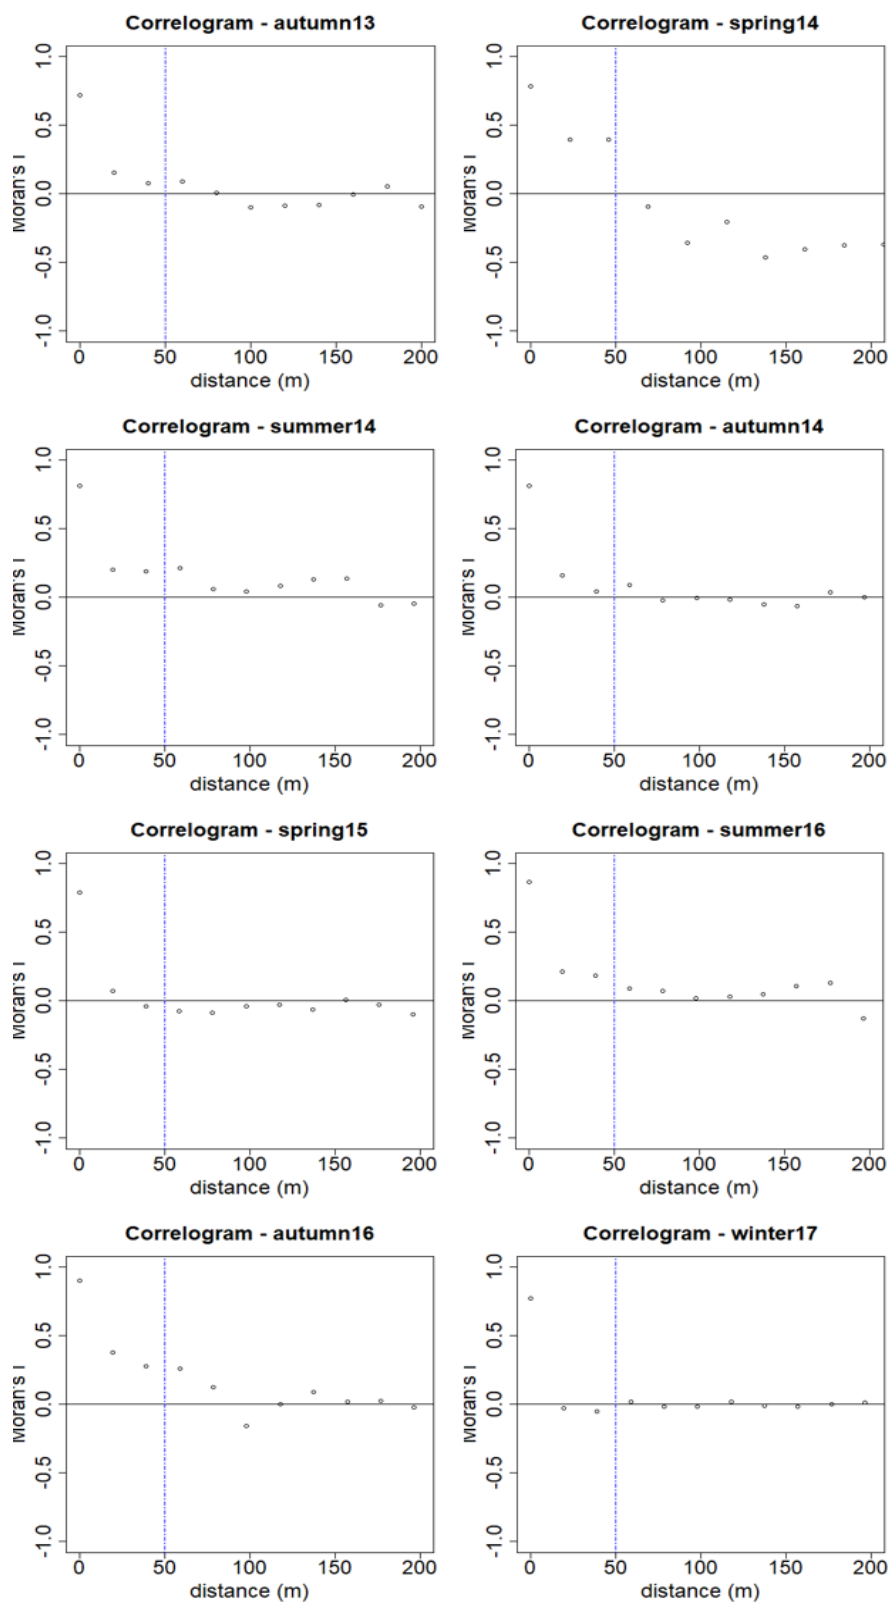 Correlogram - autumn13
Moran's I
1.0
0.5
0.0
-0.5
-1.0
0 50 100 150 200
distance (m)
Correlogram - spring14
Moran's I
1.0
0.5
0.0
-0.5
-1.0
0 50 100 150 200
distance (m)
Correlogram - summer14
Moran's I
1.0
0.5
0.0
-0.5
-1.0
0 50 100 150 200
distance (m)
Correlogram - autumn14
Moran's I
1.0
0.5
0.0
-0.5
-1.0
0 50 100 150 200
distance (m)
Correlogram - spring15
Moran's I
1.0
0.5
0.0
-0.5
-1.0
0 50 100 150 200
distance (m)
Correlogram - summer16
Moran's I
1.0
0.5
0.0
-0.5
-1.0
0 50 100 150 200
distance (m)
Correlogram - autumn16
Moran's I
1.0
0.5
0.0
-0.5
-1.0
0 50 100 150 200
distance (m)
Correlogram - winter17
Moran's I
1.0
0.5
0.0
-0.5
-1.0
0 50 100 150 200
distance (m)